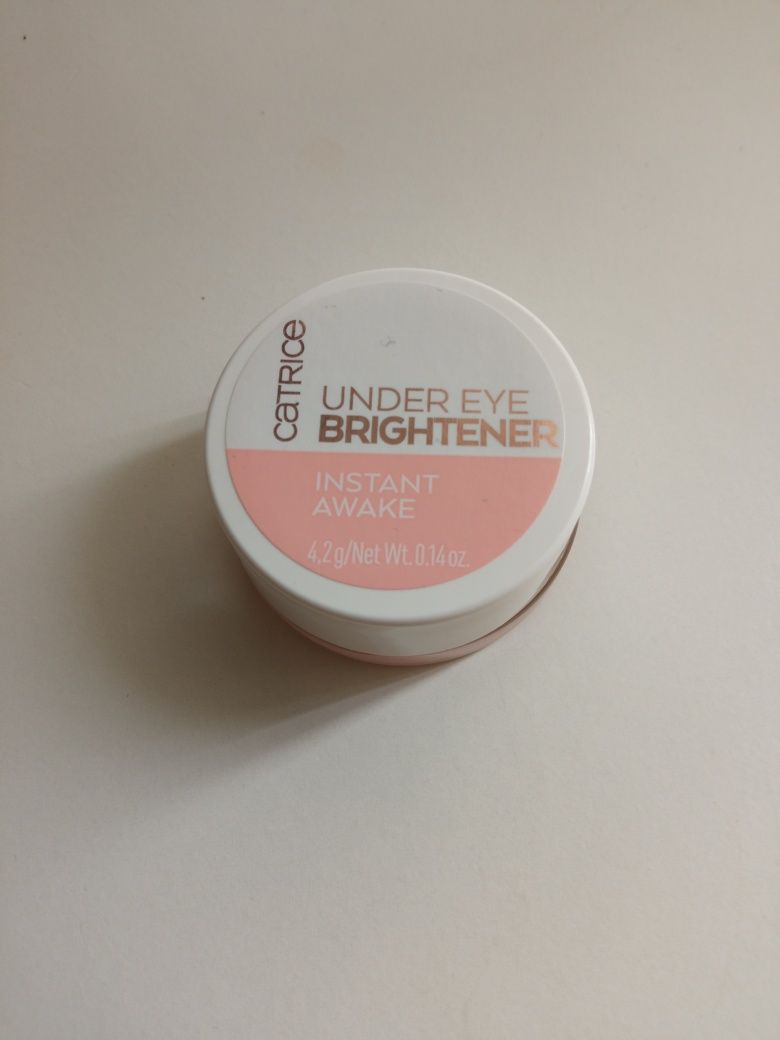 caTRICe
UNDER EYE
BRIGHTENER
INSTANT
AWAKE
4,2 g/Net Wt. 0.14 oz.